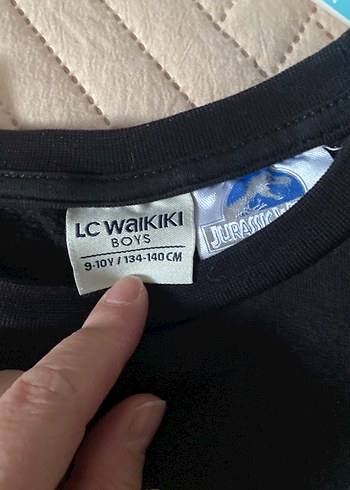 LC WAIKIKI
BOYS
9-10Y / 134-140 CM
JURASSIC